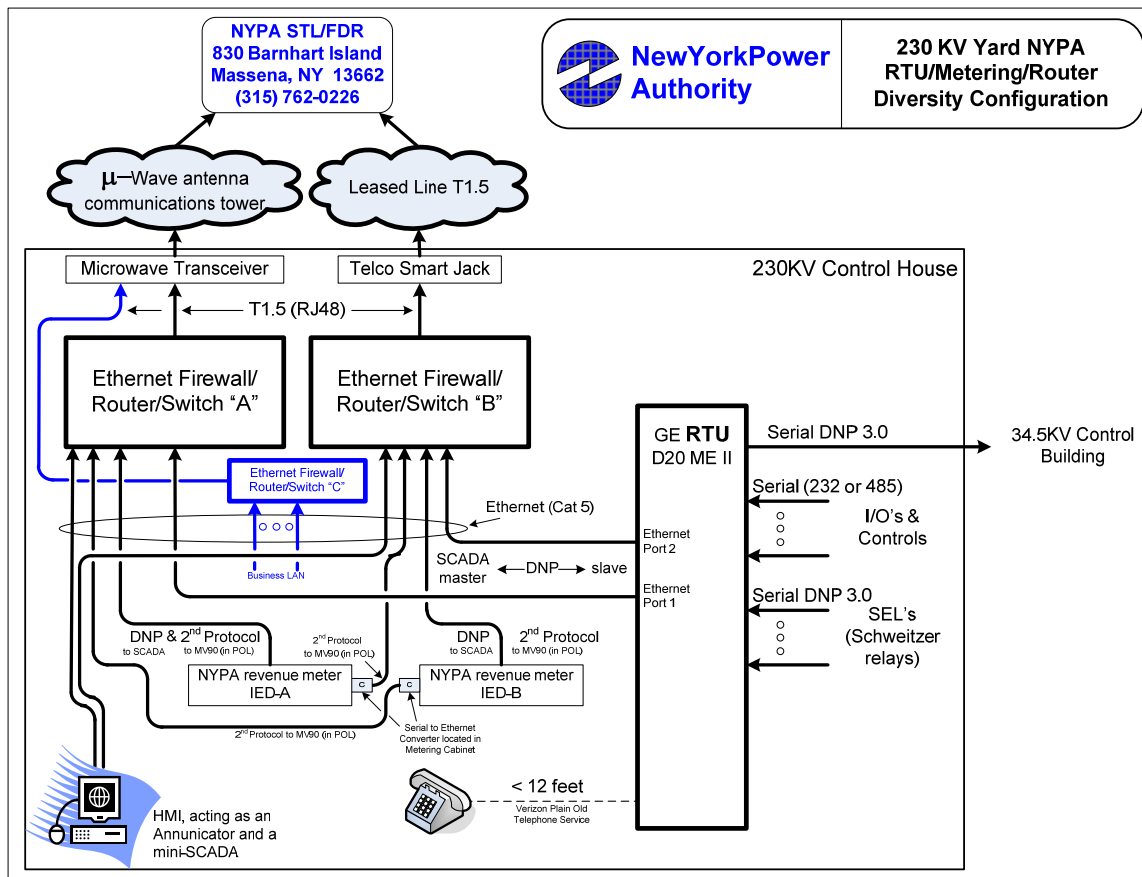 NYPA STL/FDR
830 Barnhart Island
Massena, NY 13662
(315) 762-0226
NewYorkPower
Authority
230 KV Yard NYPA
RTU/Metering/Router
Diversity Configuration
µ-Wave antenna
communications tower
Leased Line T1.5
Microwave Transceiver
Telco Smart Jack
230KV Control House
T1.5 (RJ48)
Ethernet Firewall/
Router/Switch “A”
Ethernet Firewall/
Router/Switch “B”
GE RTU
D20 ME II
Serial DNP 3.0
34.5KV Control
Building
Ethernet Firewall/
Router/Switch “C”
Serial (232 or 485)
I/O's &
Controls
Ethernet (Cat 5)
Ethernet
Port 2
Business LAN
SCADA
master
DNP
slave
Ethernet
Port 1
Serial DNP 3.0
SEL's
(Schweitzer
relays)
DNP & 2nd Protocol
to SCADA
to MV90 (in POL)
2nd Protocol
to MV90 (in POL)
DNP
to SCADA
2nd Protocol
to MV90 (in POL)
NYPA revenue meter
IED-A
C
C
NYPA revenue meter
IED-B
2nd Protocol to MV90 (in POL)
Serial to Ethernet
Converter located in
Metering Cabinet
< 12 feet
Verizon Plain Old
Telephone Service
HMI, acting as an
Annunicator and a
mini-SCADA